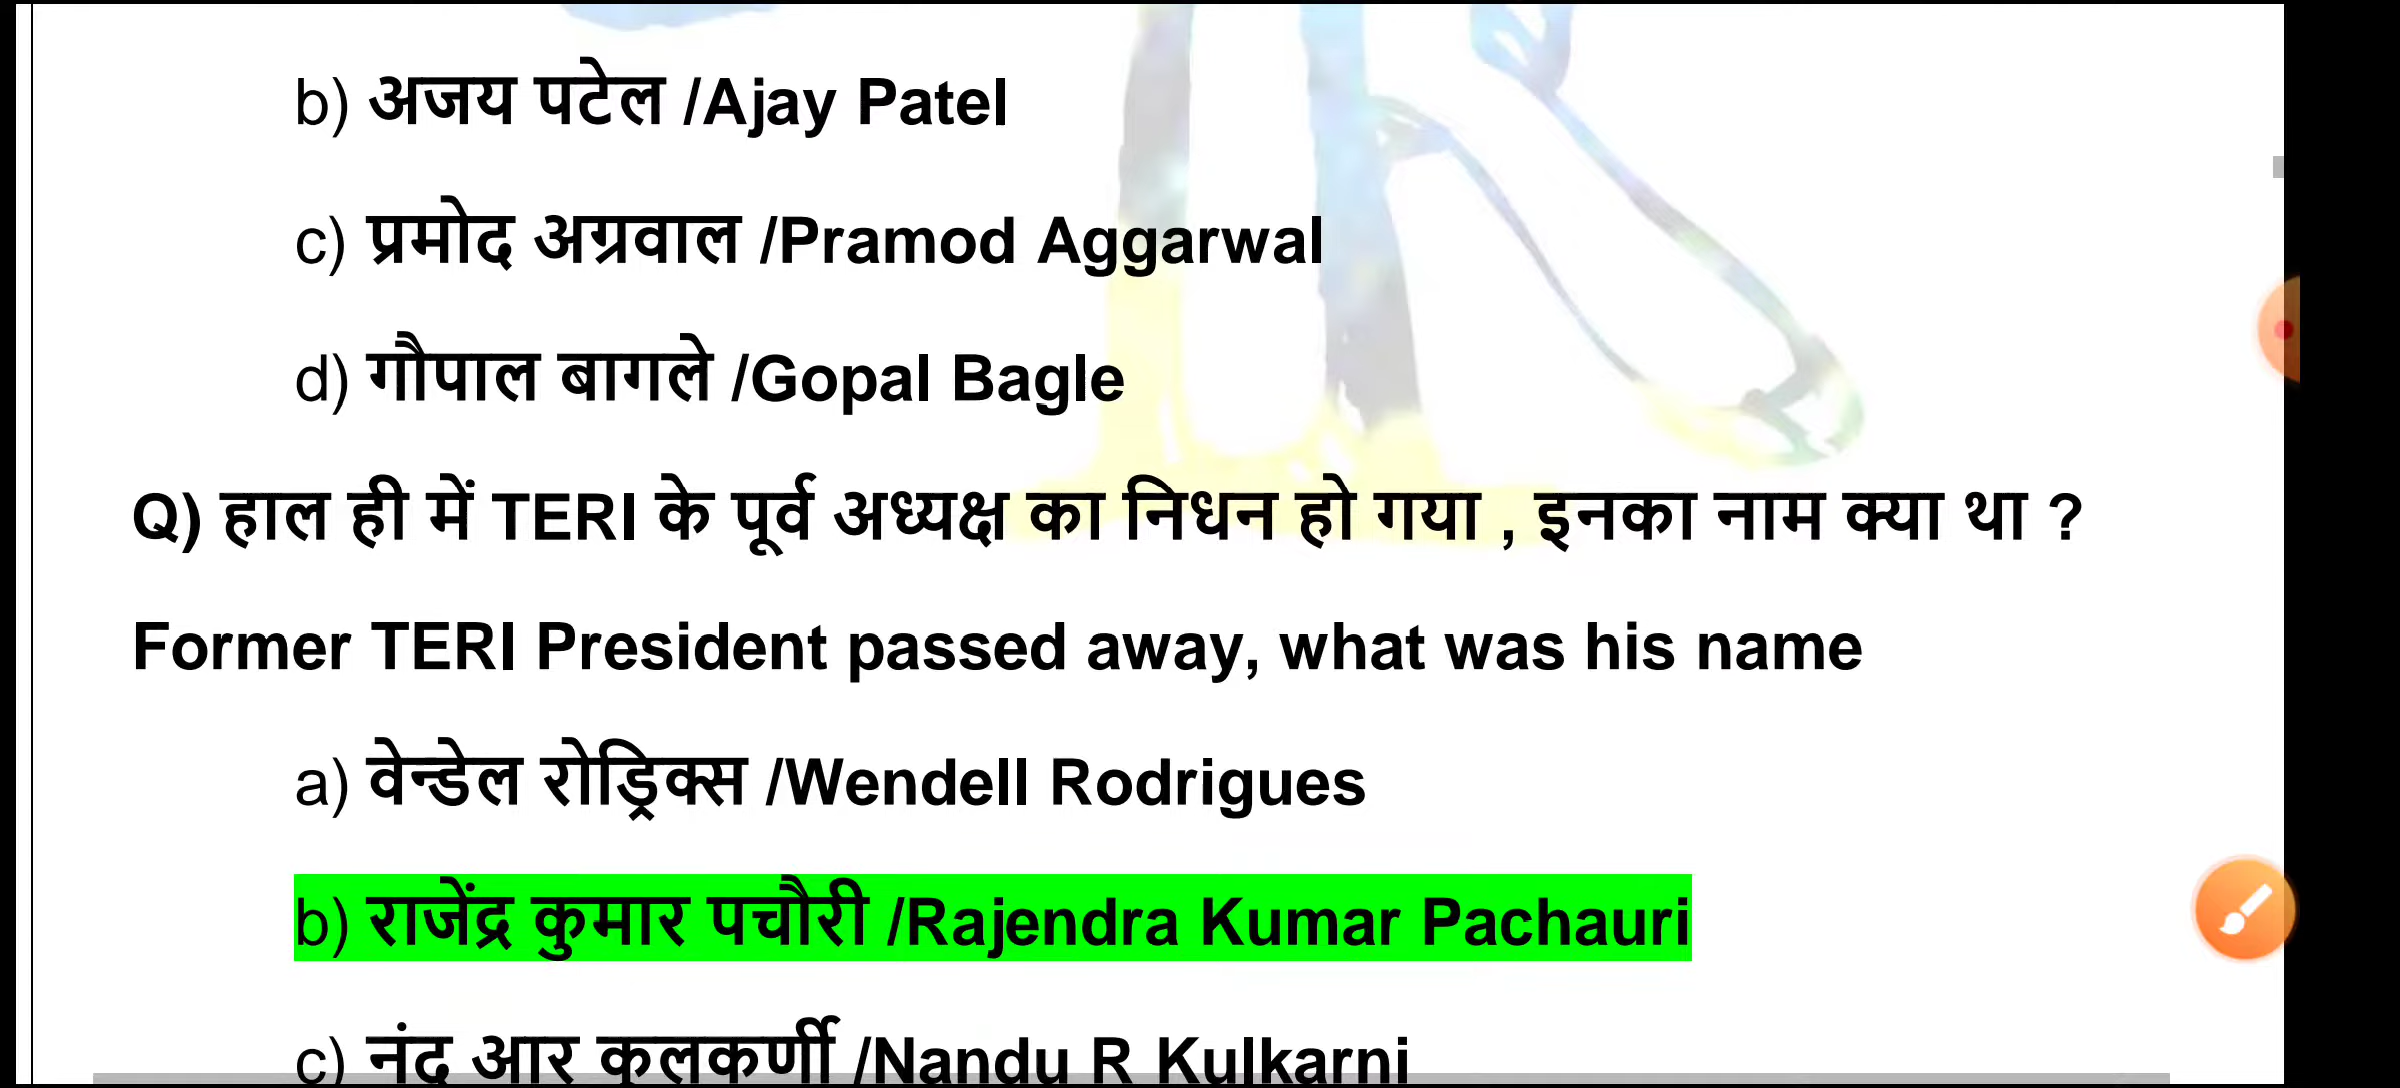 b) अजय पटेल /Ajay Patel
c) प्रमोद अग्रवाल /Pramod Aggarwal
d) गौपाल बागले /Gopal Bagle
Q) हाल ही में TERI के पूर्व अध्यक्ष का निधन हो गया , इनका नाम क्या था ?
Former TERI President passed away, what was his name
a) वेन्डेल रोड्रिक्स /Wendell Rodrigues
b) राजेंद्र कुमार पचौरी /Rajendra Kumar Pachauri
c) नंदू आर कुलकर्णी /Nandu R Kulkarni